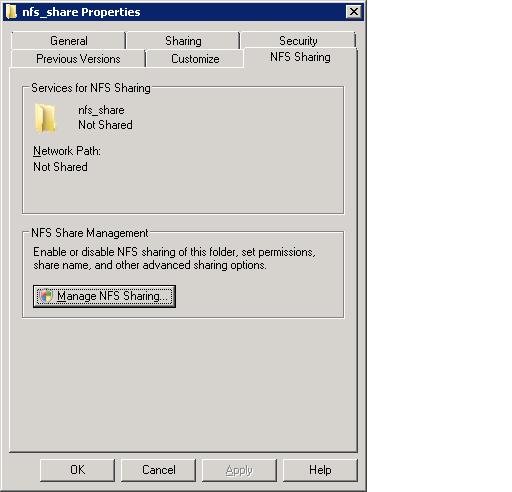 nfs_share Properties
General Sharing Security
Previous Versions Customize NFS Sharing
Services for NFS Sharing
nfs_share
Not Shared
Network Path:
Not Shared
NFS Share Management
Enable or disable NFS sharing of this folder, set permissions,
share name, and other advanced sharing options.
Manage NFS Sharing...
OK Cancel Apply Help